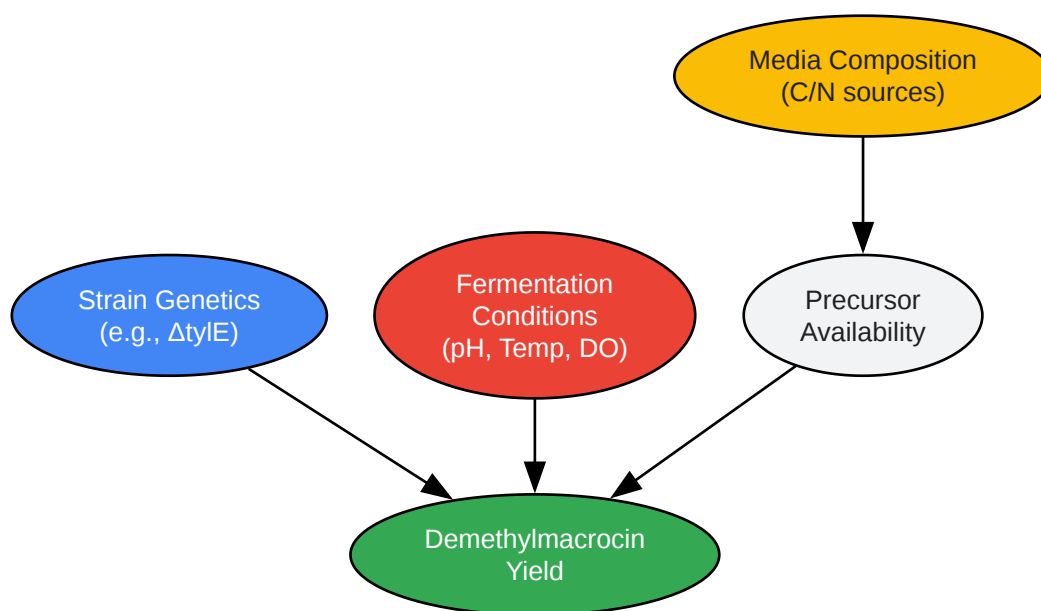 Media Composition
(C/N sources)
Strain Genetics
(e.g., ΔtylE)
Fermentation
Conditions
(pH, Temp, DO)
Precursor
Availability
Demethylmacrocin
Yield